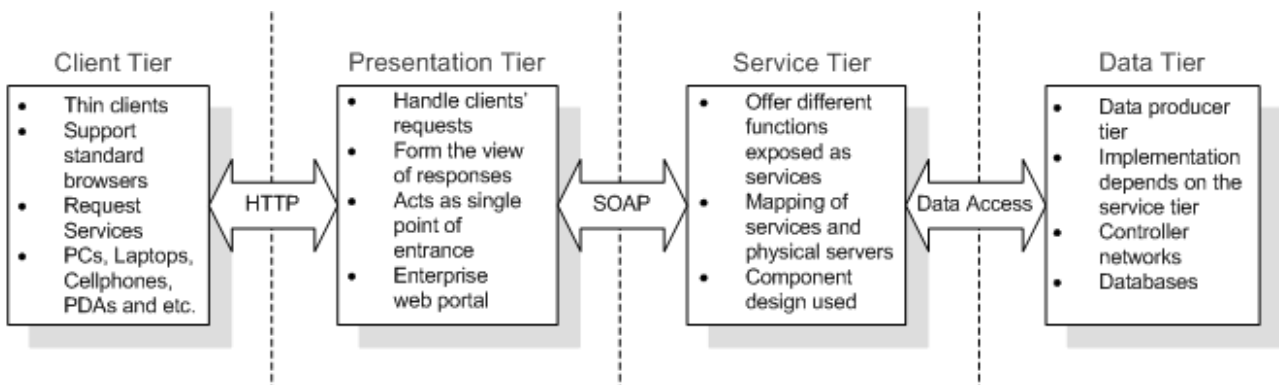 Client Tier
• Thin clients
• Support
standard
browsers
• Request
Services
• PCs, Laptops,
Cellphones,
PDAs and etc.
HTTP
Presentation Tier
• Handle clients'
requests
• Form the view
of responses
• Acts as single
point of
entrance
• Enterprise
web portal
SOAP
Service Tier
• Offer different
functions
exposed as
services
• Mapping of
services and
physical servers
• Component
design used
Data Access
Data Tier
• Data producer
tier
• Implementation
depends on the
service tier
• Controller
networks
• Databases